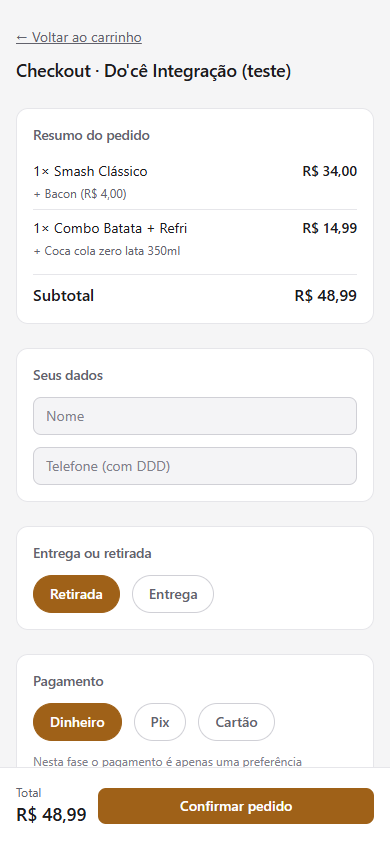 ← Voltar ao carrinho
Checkout · Do'cê Integração (teste)
Resumo do pedido
1× Smash Clássico R$ 34,00
+ Bacon (R$ 4,00)
1× Combo Batata + Refri R$ 14,99
+ Coca cola zero lata 350ml
Subtotal R$ 48,99
Seus dados
Nome
Telefone (com DDD)
Entrega ou retirada
Retirada Entrega
Pagamento
Dinheiro Pix Cartão
Nesta fase o pagamento é apenas uma preferência
Total
R$ 48,99
Confirmar pedido